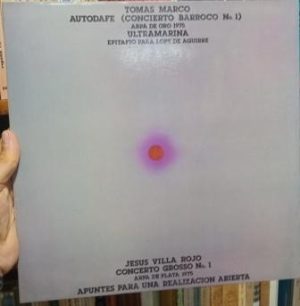 TOMAS MARCO
AUTODAFE (CONCIERTO BARROCO No. 1)
ARPA DE ORO 1975
ULTRAMARINA
EPITAFIO PARA LOPE DE AGUIRRE
JESUS VILLA ROJO
CONCERTO GROSSO No. 1
ARPA DE PLATA 1975
APUNTES PARA UNA REALIZACION ABIERTA